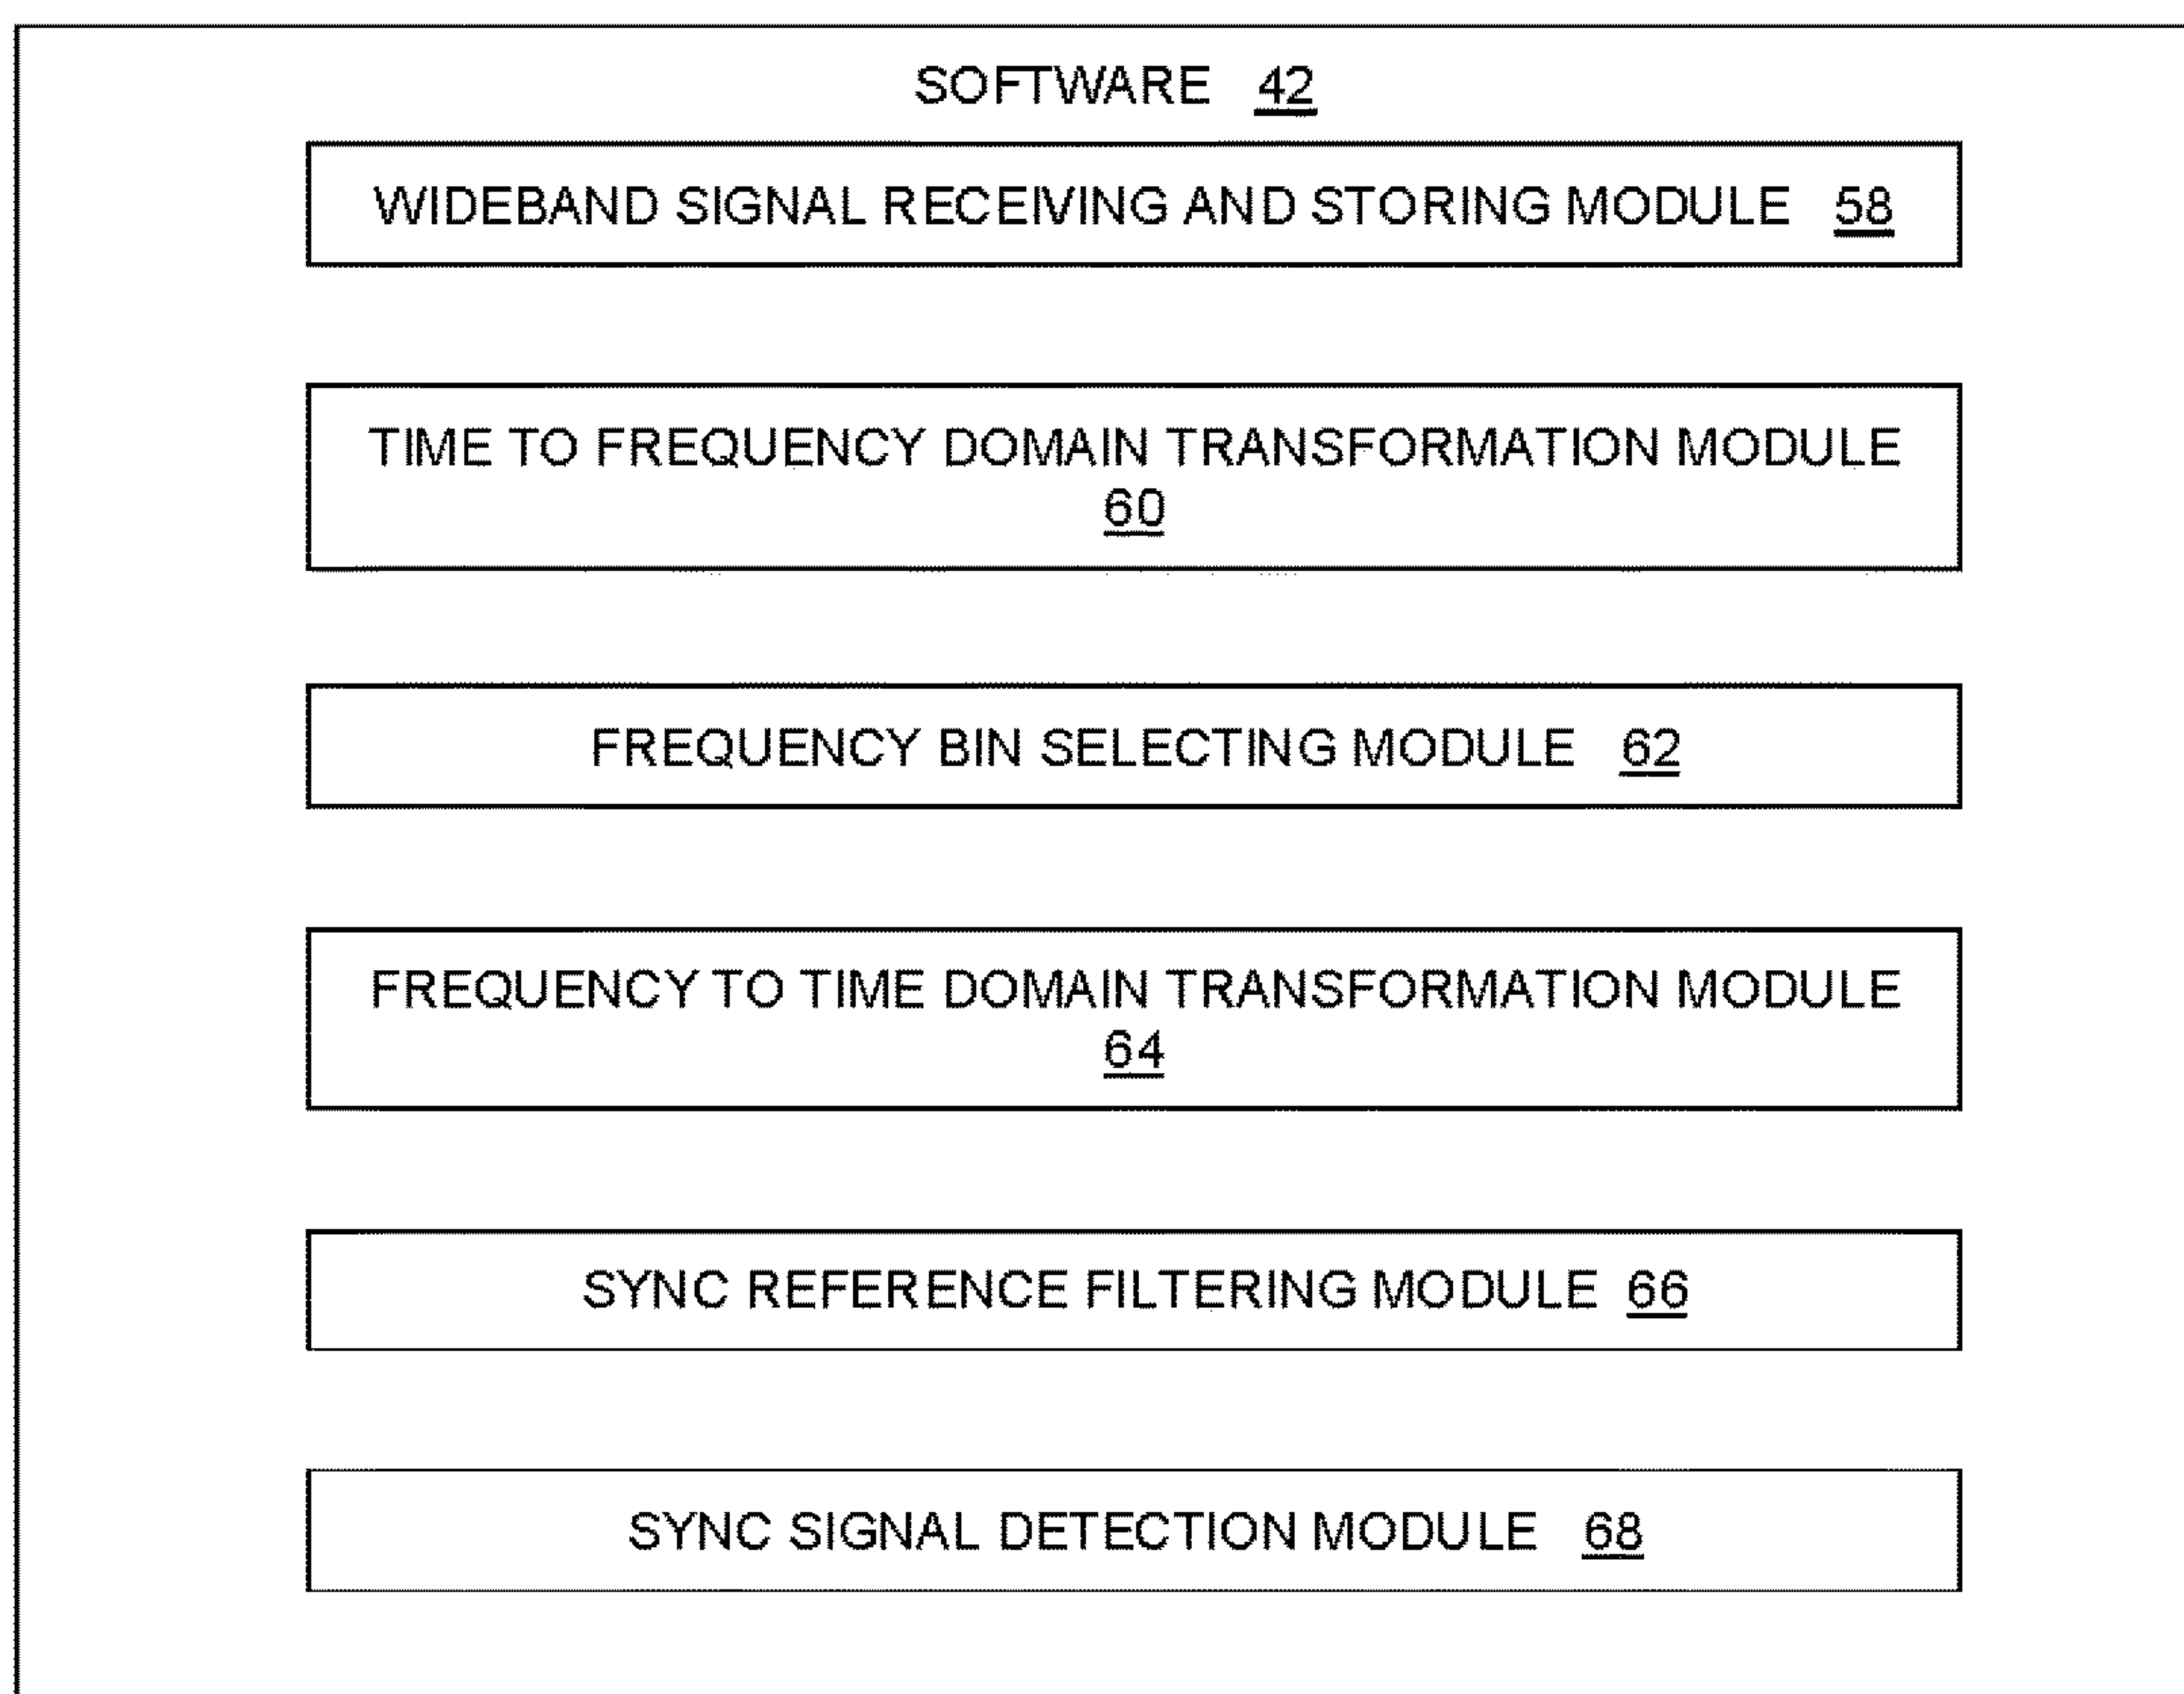 SOFTWARE 42
WIDEBAND SIGNAL RECEIVING AND STORING MODULE 58
TIME TO FREQUENCY DOMAIN TRANSFORMATION MODULE
60
FREQUENCY BIN SELECTING MODULE 62
FREQUENCY TO TIME DOMAIN TRANSFORMATION MODULE
64
SYNC REFERENCE FILTERING MODULE 66
SYNC SIGNAL DETECTION MODULE 68